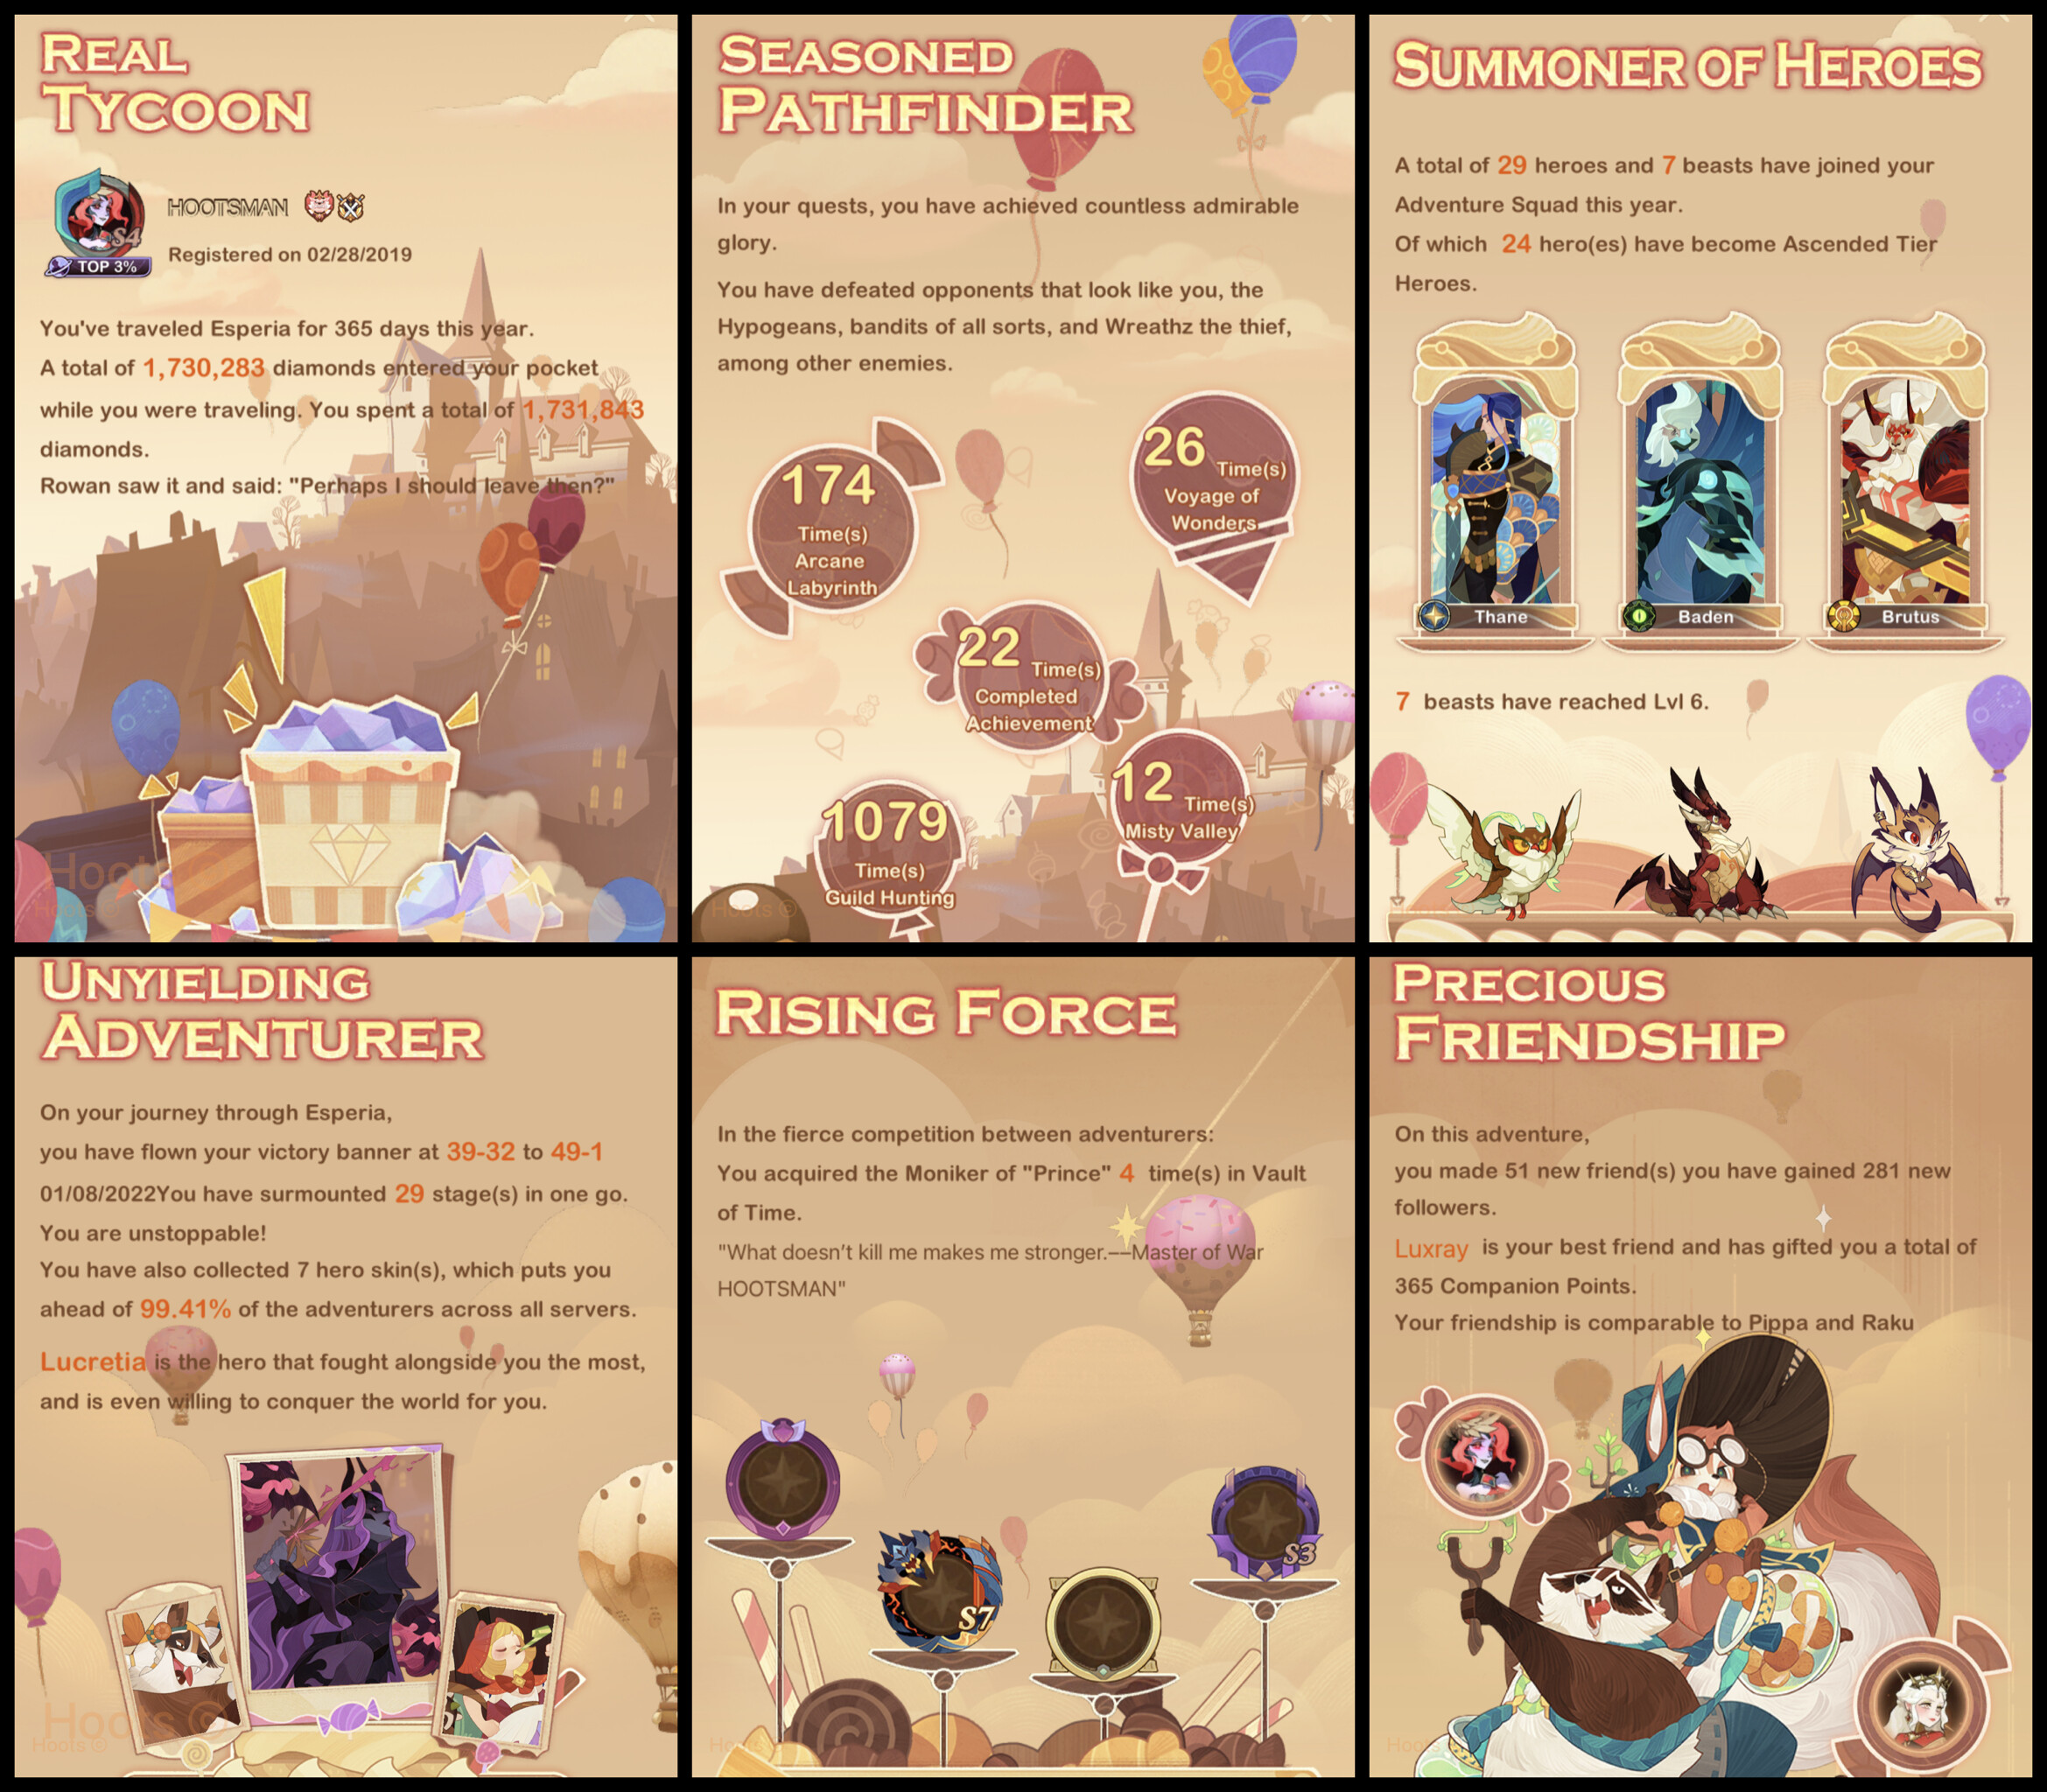 REAL
TYCOON
HOOTSMAN
S4
TOP 3%
Registered on 02/28/2019
You've traveled Esperia for 365 days this year.
A total of 1,730,283 diamonds entered your pocket
while you were traveling. You spent a total of 1,731,843
diamonds.
Rowan saw it and said: "Perhaps I should leave then?"
Hoots ©
Hoots ©
SEASONED
PATHFINDER
In your quests, you have achieved countless admirable
glory.
You have defeated opponents that look like you, the
Hypogeans, bandits of all sorts, and Wreathz the thief,
among other enemies.
174
Time(s)
Arcane
Labyrinth
26 Time(s)
Voyage of
Wonders
22 Time(s)
Completed
Achievement
12 Time(s)
Misty Valley
1079
Time(s)
Guild Hunting
Hoots ©
SUMMONER OF HEROES
A total of 29 heroes and 7 beasts have joined your
Adventure Squad this year.
Of which 24 hero(es) have become Ascended Tier
Heroes.
Thane
Baden
Brutus
7 beasts have reached Lvl 6.
Hoots ©
UNYIELDING
ADVENTURER
On your journey through Esperia,
you have flown your victory banner at 39-32 to 49-1
01/08/2022You have surmounted 29 stage(s) in one go.
You are unstoppable!
You have also collected 7 hero skin(s), which puts you
ahead of 99.41% of the adventurers across all servers.
Lucretia is the hero that fought alongside you the most,
and is even willing to conquer the world for you.
Hoots ©
Hoots ©
RISING FORCE
In the fierce competition between adventurers:
You acquired the Moniker of "Prince" 4 time(s) in Vault
of Time.
"What doesn't kill me makes me stronger.—Master of War
HOOTSMAN"
S7
S3
Hoots ©
PRECIOUS
FRIENDSHIP
On this adventure,
you made 51 new friend(s) you have gained 281 new
followers.
Luxray is your best friend and has gifted you a total of
365 Companion Points.
Your friendship is comparable to Pippa and Raku
Hoots ©